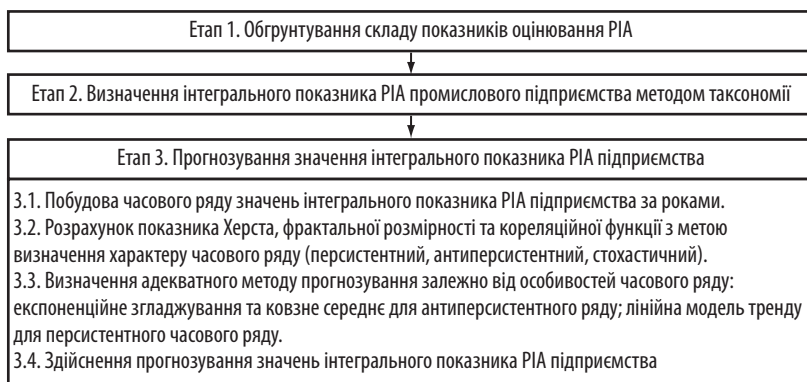 Етап 1. Обгрунтування складу показників оцінювання РІА
Етап 2. Визначення інтегрального показника РІА промислового підприємства методом таксономії
Етап 3. Прогнозування значення інтегрального показника РІА підприємства
3.1. Побудова часового ряду значень інтегрального показника РІА підприємства за роками.
3.2. Розрахунок показника Херста, фрактальної розмірності та кореляційної функції з метою
визначення характеру часового ряду (персистентний, антиперсистентний, стохастичний).
3.3. Визначення адекватного методу прогнозування залежно від особливостей часового ряду:
експоненційне згладжування та ковзне середнє для антиперсистентного ряду; лінійна модель тренду
для персистентного часового ряду.
3.4. Здійснення прогнозування значень інтегрального показника РІА підприємства